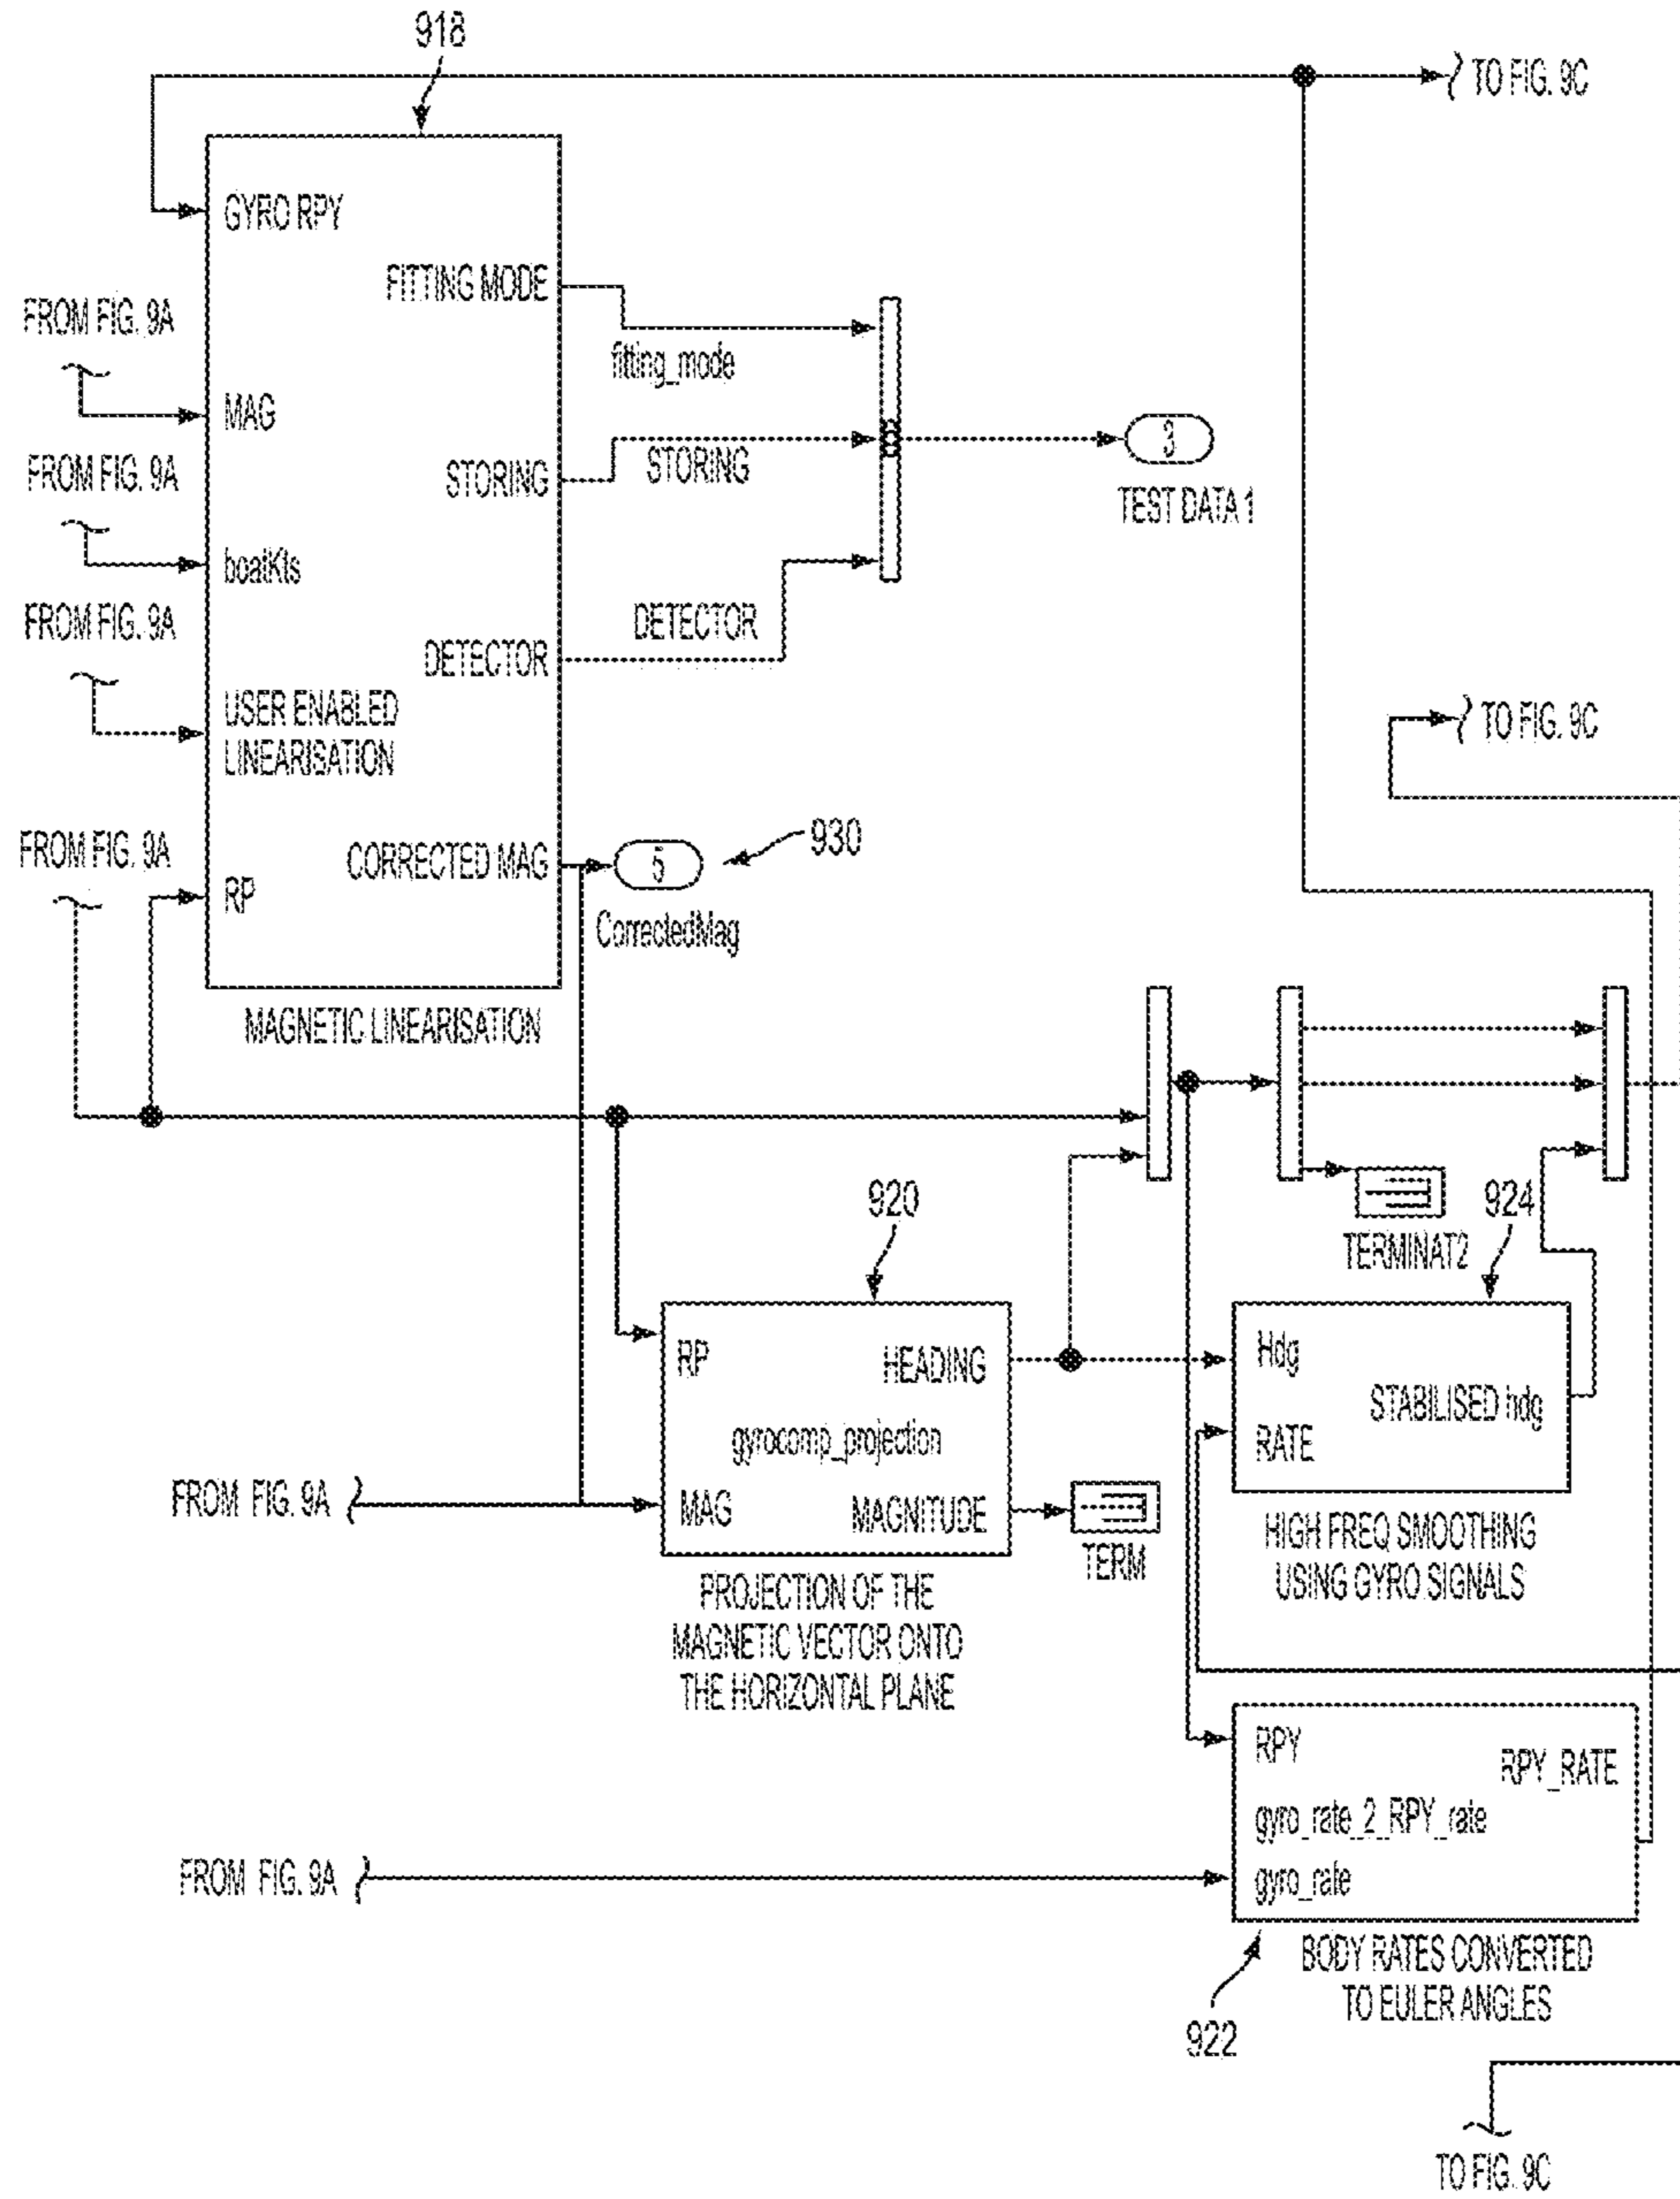 918
TO FIG. 9C
GYRO RPY
FITTING MODE
FROM FIG. 9A
fitting_mode
MAG
3
FROM FIG. 9A
STORING
STORING
TEST DATA 1
boatKts
FROM FIG. 9A
DETECTOR
DETECTOR
USER ENABLED
LINEARISATION
TO FIG. 9C
FROM FIG. 9A
CORRECTED MAG
5
930
RP
CorrectedMag
MAGNETIC LINEARISATION
920
924
TERMINAT2
RP
HEADING
Hdg
STABILISED hdg
gyrocomp_projection
RATE
FROM FIG. 9A
MAG
MAGNITUDE
TERM
HIGH FREQ SMOOTHING
USING GYRO SIGNALS
PROJECTION OF THE
MAGNETIC VECTOR ONTO
THE HORIZONTAL PLANE
RPY
RPY_RATE
gyro_rate_2_RPY_rate
FROM FIG. 9A
gyro_rate
BODY RATES CONVERTED
TO EULER ANGLES
922
TO FIG. 9C